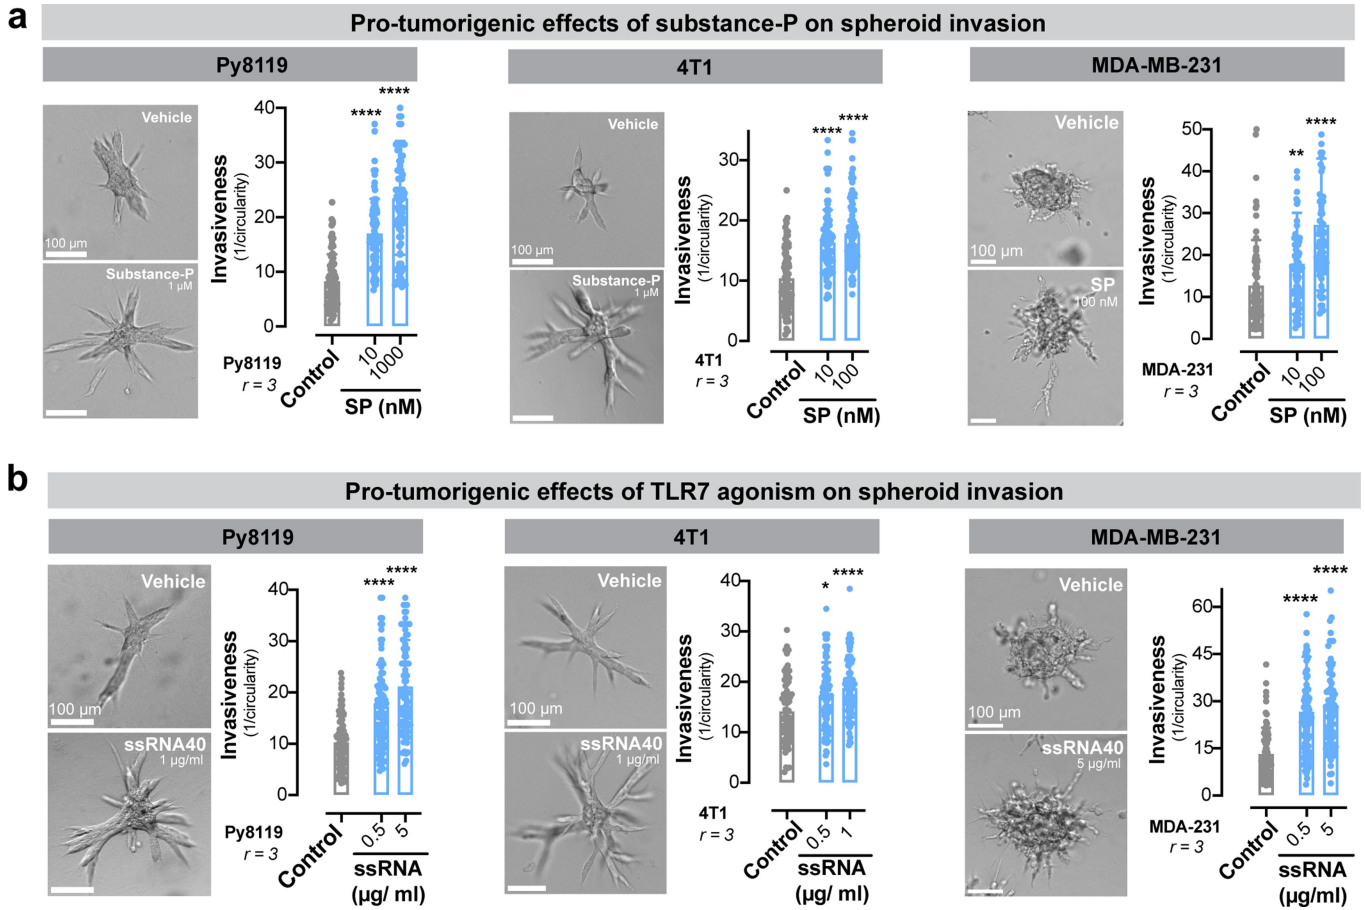 a
Pro-tumorigenic effects of substance-P on spheroid invasion
Py8119
Vehicle
100 µm
Substance-P
1 µM
Invasiveness
(1/circularity)
40
30
20
10
0
****
****
Py8119
r = 3
Control
10
1000
SP (nM)
4T1
Vehicle
100 µm
Substance-P
1 µM
Invasiveness
(1/circularity)
30
20
10
0
****
****
4T1
r = 3
Control
10
100
SP (nM)
MDA-MB-231
Vehicle
100 µm
SP
100 nM
Invasiveness
(1/circularity)
50
40
30
20
10
0
**
****
MDA-231
r = 3
Control
10
100
SP (nM)
b
Pro-tumorigenic effects of TLR7 agonism on spheroid invasion
Py8119
Vehicle
100 µm
ssRNA40
1 µg/ml
Invasiveness
(1/circularity)
40
30
20
10
0
****
****
Py8119
r = 3
Control
0.5
5
ssRNA
(µg/ ml)
4T1
Vehicle
100 µm
ssRNA40
1 µg/ml
Invasiveness
(1/circularity)
40
30
20
10
0
*
****
4T1
r = 3
Control
0.5
1
ssRNA
(µg/ ml)
MDA-MB-231
Vehicle
100 µm
ssRNA40
5 µg/ml
Invasiveness
(1/circularity)
60
45
30
15
0
****
****
MDA-231
r = 3
Control
0.5
5
ssRNA
(µg/ml)